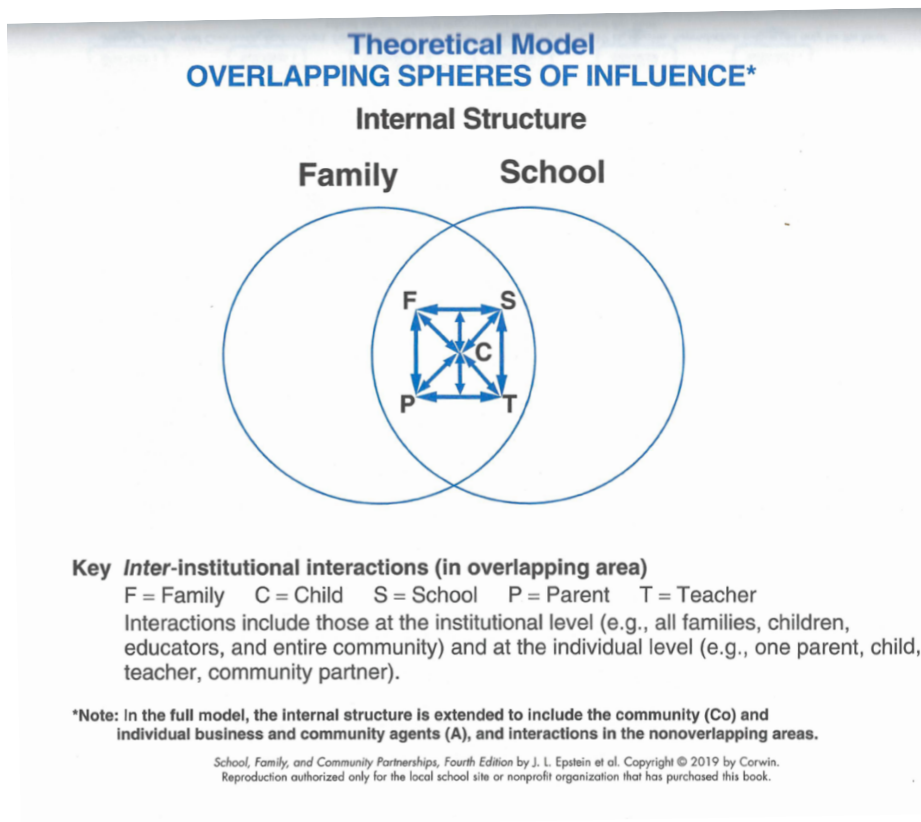 Theoretical Model
OVERLAPPING SPHERES OF INFLUENCE*
Internal Structure
Family School
F S
C
P T
Key Inter-institutional interactions (in overlapping area)
F = Family C = Child S = School P = Parent T = Teacher
Interactions include those at the institutional level (e.g., all families, children,
educators, and entire community) and at the individual level (e.g., one parent, child,
teacher, community partner).
*Note: In the full model, the internal structure is extended to include the community (Co) and
individual business and community agents (A), and interactions in the nonoverlapping areas.
School, Family, and Community Partnerships, Fourth Edition by J. L. Epstein et al. Copyright © 2019 by Corwin.
Reproduction authorized only for the local school site or nonprofit organization that has purchased this book.